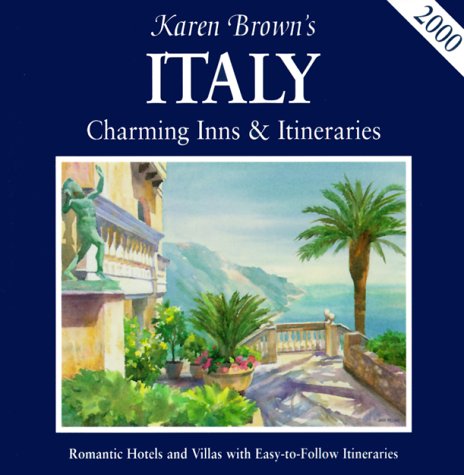 2000
Karen Brown's
ITALY
Charming Inns & Itineraries
Romantic Hotels and Villas with Easy-to-Follow Itineraries